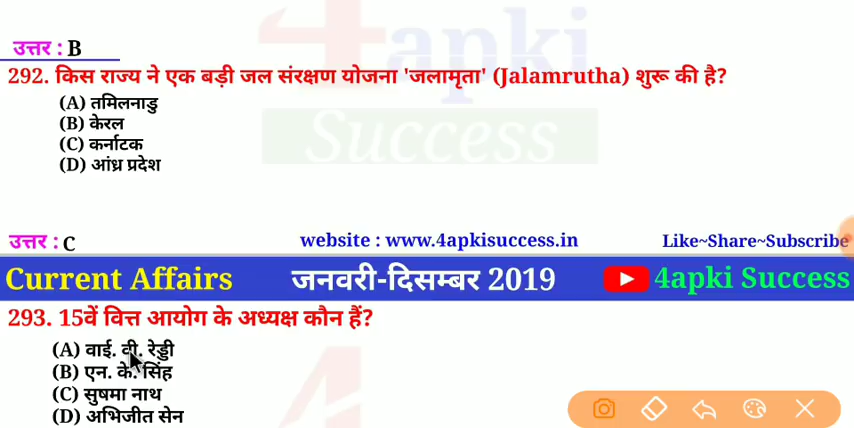 4apki
Success
उत्तर : B
292. किस राज्य ने एक बड़ी जल संरक्षण योजना 'जलामृता' (Jalamrutha) शुरू की है?
(A) तमिलनाडु
(B) केरल
(C) कर्नाटक
(D) आंध्र प्रदेश
उत्तर : C
website : www.4apkisuccess.in
Like~Share~Subscribe
Current Affairs जनवरी-दिसम्बर 2019 4apki Success
293. 15वें वित्त आयोग के अध्यक्ष कौन हैं?
(A) वाई. वी. रेड्डी
(B) एन. के. सिंह
(C) सुषमा नाथ
(D) अभिजीत सेन